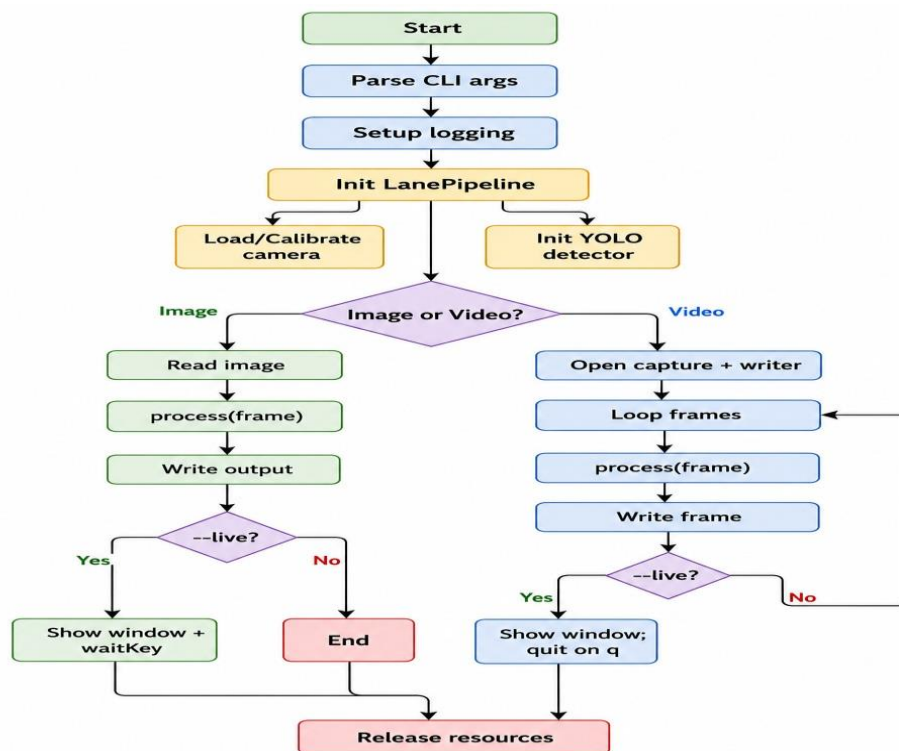 Start
Parse CLI args
Setup logging
Init LanePipeline
Load/Calibrate
camera
Init YOLO
detector
Image or Video?
Image
Video
Read image
process(frame)
Write output
--live?
Yes
No
Show window +
waitKey
End
Open capture + writer
Loop frames
process(frame)
Write frame
--live?
Yes
No
Show window;
quit on q
Release resources